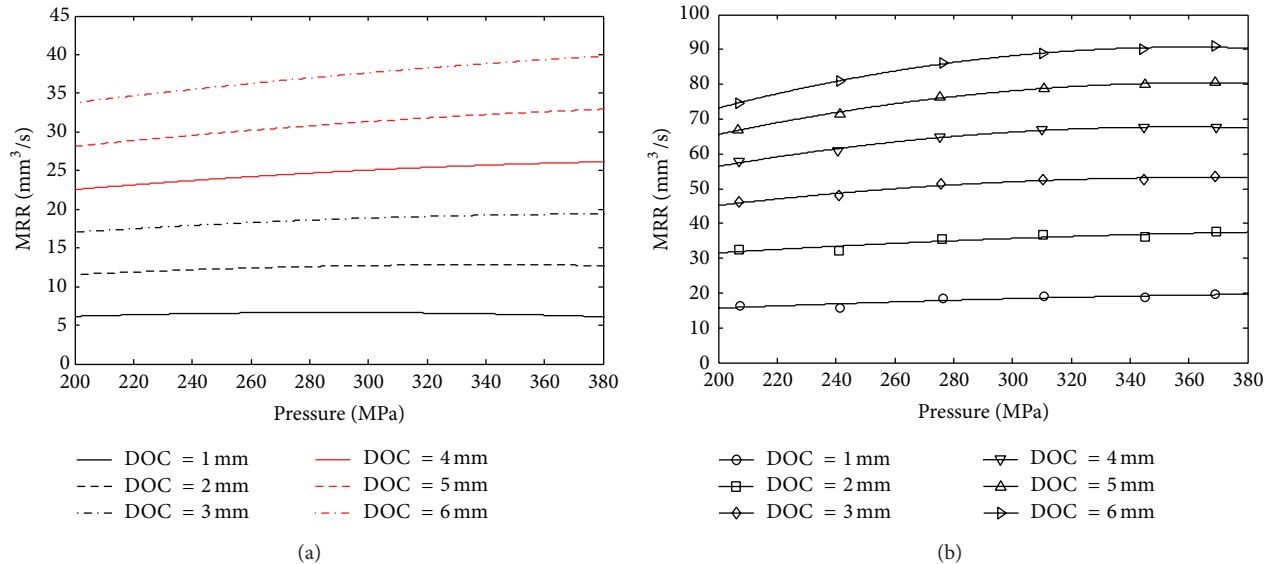 45
40
35
30
25
20
15
10
5
0
MRR (mm³/s)
200 220 240 260 280 300 320 340 360 380
Pressure (MPa)
DOC = 1 mm
DOC = 2 mm
DOC = 3 mm
DOC = 4 mm
DOC = 5 mm
DOC = 6 mm
(a)
100
90
80
70
60
50
40
30
20
10
0
MRR (mm³/s)
200 220 240 260 280 300 320 340 360 380
Pressure (MPa)
DOC = 1 mm
DOC = 2 mm
DOC = 3 mm
DOC = 4 mm
DOC = 5 mm
DOC = 6 mm
(b)